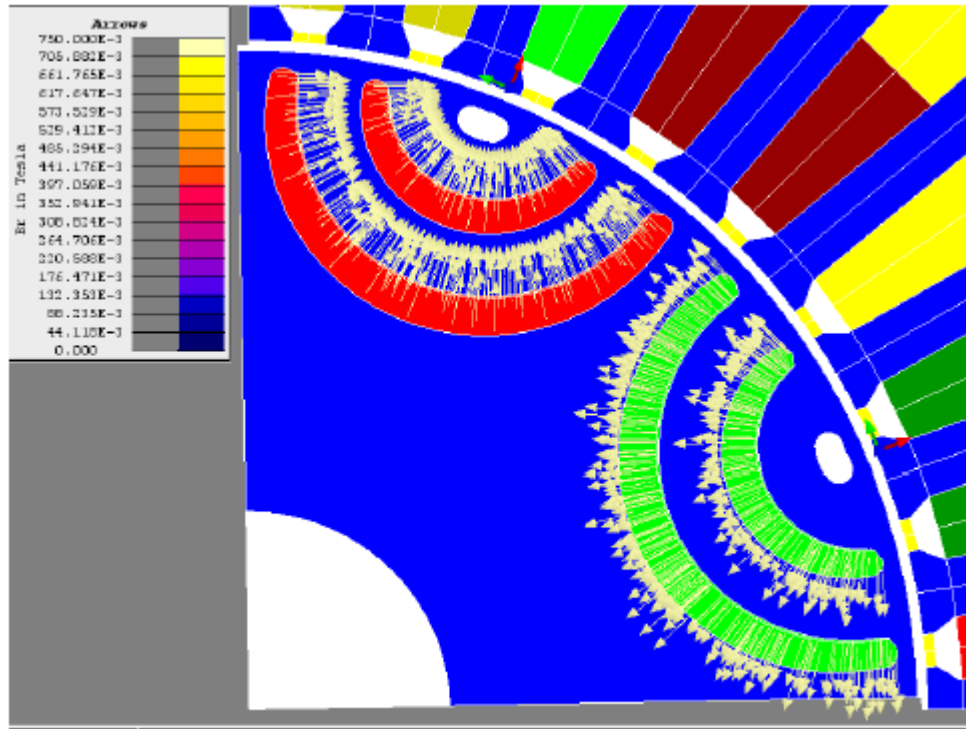 Arrows
750.000E-3
705.882E-3
661.765E-3
617.647E-3
573.529E-3
529.412E-3
485.294E-3
441.176E-3
397.059E-3
352.941E-3
308.824E-3
264.706E-3
220.588E-3
176.471E-3
132.353E-3
88.235E-3
44.118E-3
0.000
Br in Tesla